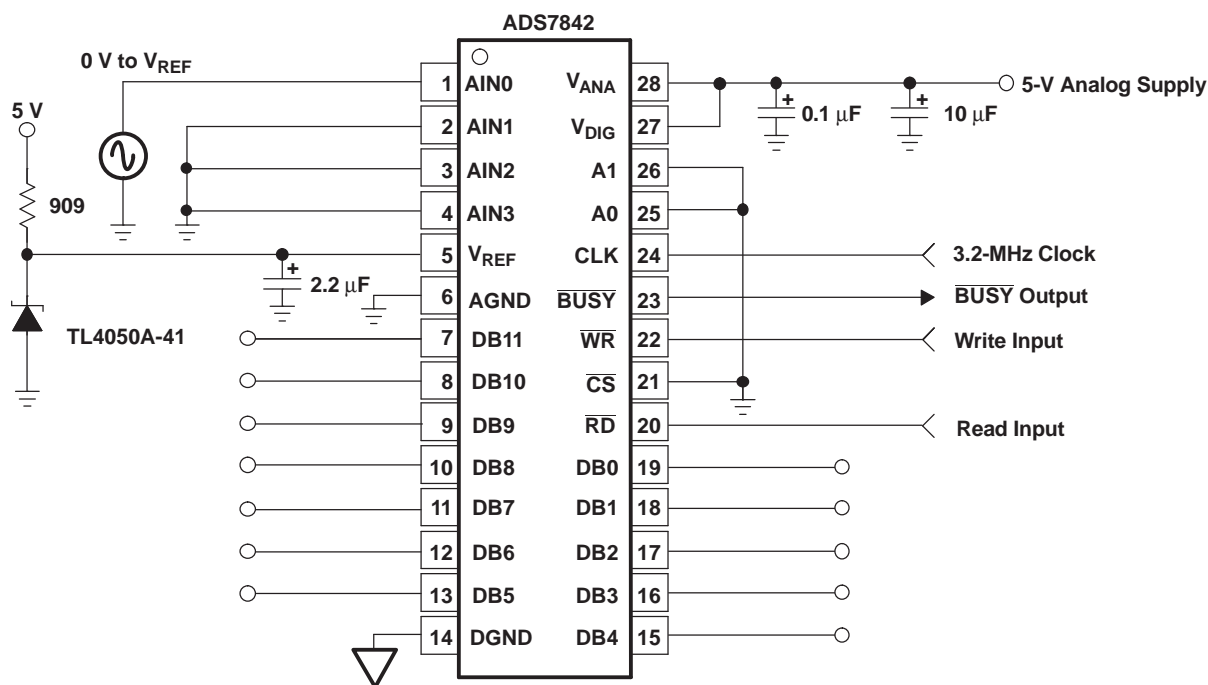 ADS7842
0 V to VREF
5 V
909
TL4050A-41
2.2 μF
1 AIN0
2 AIN1
3 AIN2
4 AIN3
5 VREF
6 AGND
7 DB11
8 DB10
9 DB9
10 DB8
11 DB7
12 DB6
13 DB5
14 DGND
VANA 28
VDIG 27
A1 26
A0 25
CLK 24
BUSY 23
WR 22
CS 21
RD 20
DB0 19
DB1 18
DB2 17
DB3 16
DB4 15
+
0.1 μF
+
10 μF
+
5-V Analog Supply
3.2-MHz Clock
BUSY Output
Write Input
Read Input